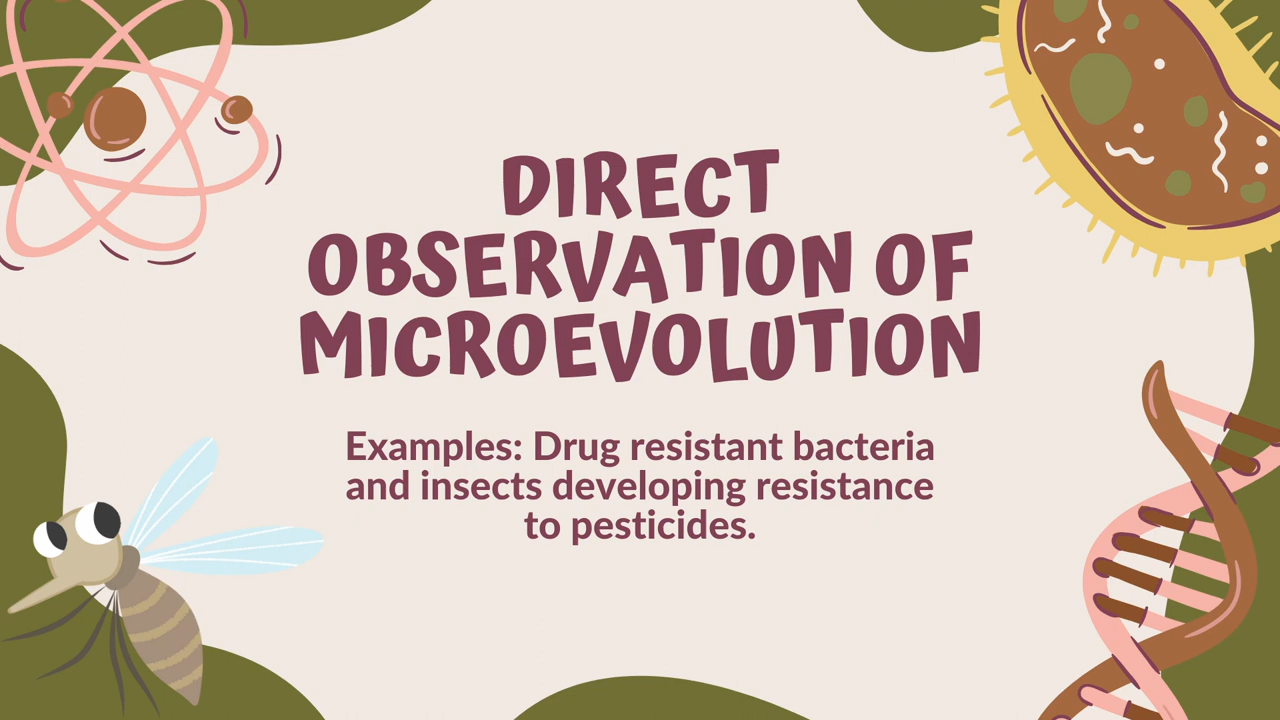 DIRECT
OBSERVATION OF
MICROEVOLUTION
Examples: Drug resistant bacteria
and insects developing resistance
to pesticides.